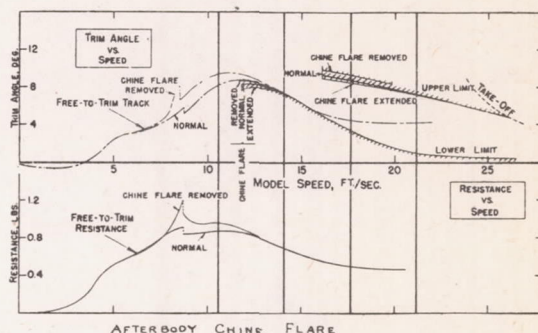 TRIM ANGLE
VS.
SPEED
TRIM ANGLE, DEG.
12
8
4
0
CHINE FLARE
REMOVED
FREE-TO-TRIM TRACK
NORMAL
REMOVED
NORMAL
EXTENDED
CHINE FLARE
CHINE FLARE REMOVED
NORMAL
CHINE FLARE EXTENDED
UPPER LIMIT
TAKE-OFF
LOWER LIMIT
5
10
15
20
25
MODEL SPEED, FT./SEC.
RESISTANCE
VS
SPEED
RESISTANCE, LBS.
1.2
0.8
0.4
CHINE FLARE REMOVED
FREE-TO-TRIM
RESISTANCE
NORMAL
AFTERBODY CHINE FLARE